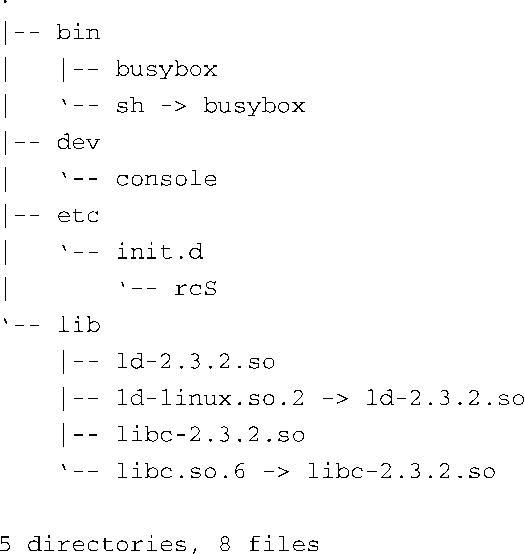 .
|-- bin
|   |-- busybox
|   `-- sh -> busybox
|-- dev
|   `-- console
|-- etc
|   `-- init.d
|       `-- rcS
`-- lib
    |-- ld-2.3.2.so
    |-- ld-linux.so.2 -> ld-2.3.2.so
    |-- libc-2.3.2.so
    `-- libc.so.6 -> libc-2.3.2.so

5 directories, 8 files